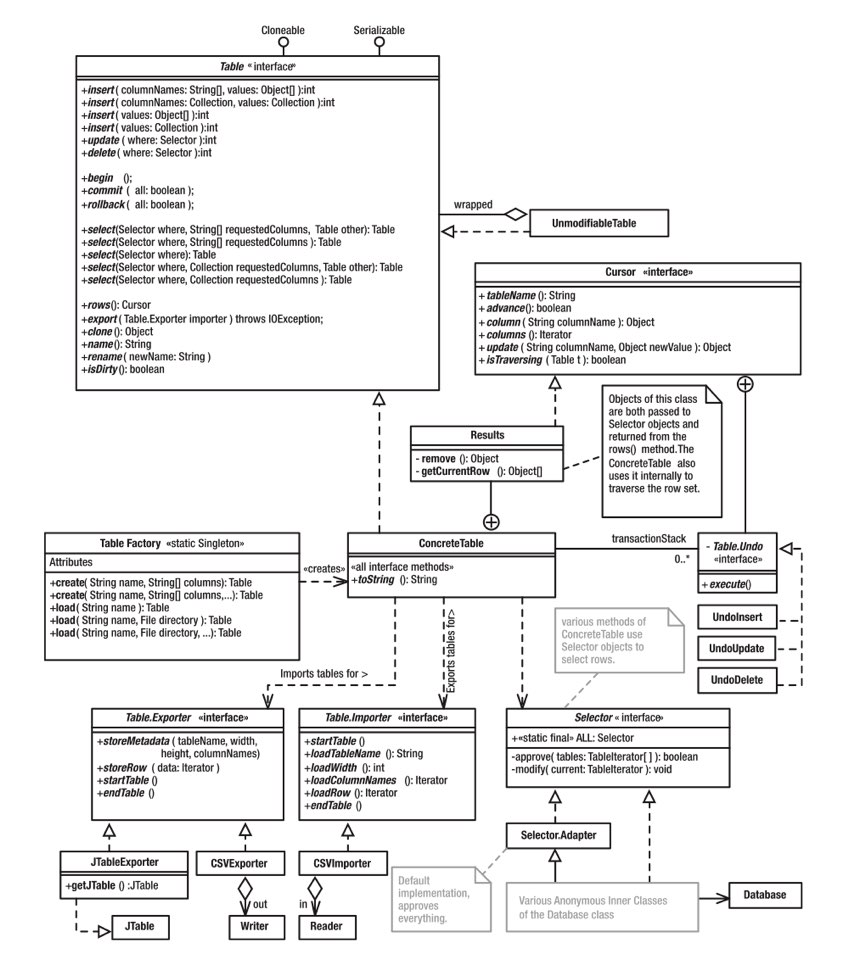 Cloneable
Serializable
Table «interface»
+insert( columnNames: String[], values: Object[] ):int
+insert( columnNames: Collection, values: Collection ):int
+insert( values: Object[] ):int
+insert( values: Collection ):int
+update( where: Selector ):int
+delete( where: Selector ):int
+begin ();
+commit ( all: boolean );
+rollback( all: boolean );
+select(Selector where, String[] requestedColumns, Table other): Table
+select(Selector where, String[] requestedColumns ): Table
+select(Selector where): Table
+select(Selector where, Collection requestedColumns, Table other): Table
+select(Selector where, Collection requestedColumns ): Table
+rows(): Cursor
+export ( Table.Exporter importer ) throws IOException;
+clone (): Object
+name(): String
+rename( newName: String )
+isDirty(): boolean
wrapped
UnmodifiableTable
Cursor «interface»
+ tableName (): String
+ advance(): boolean
+ column ( String columnName ): Object
+ columns (): Iterator
+ update ( String columnName, Object newValue ): Object
+ isTraversing ( Table t ): boolean
Objects of this class
are both passed to
Selector objects and
returned from the
rows() method.The
ConcreteTable also
uses it internally to
traverse the row set.
Results
- remove (): Object
- getCurrentRow (): Object[]
Table Factory «static Singleton»
Attributes
+create( String name, String[] columns): Table
+create( String name, String[] columns,...): Table
+load( String name ): Table
+load( String name, File directory ): Table
+load( String name, File directory, ...): Table
«creates»
ConcreteTable
«all interface methods»
+toString (): String
transactionStack
0..*
- Table.Undo
«interface»
+ execute()
UndoInsert
UndoUpdate
UndoDelete
various methods of
ConcreteTable use
Selector objects to
select rows.
Imports tables for >
Exports tables for>
Table.Exporter «interface»
+storeMetadata ( tableName, width,
height, columnNames)
+storeRow ( data: Iterator )
+startTable ()
+endTable ()
Table.Importer «interface»
+startTable ()
+loadTableName (): String
+loadWidth (): int
+loadColumnNames (): Iterator
+loadRow (): Iterator
+endTable ()
Selector «interface»
+«static final» ALL: Selector
-approve( tables: TableIterator[ ] ): boolean
-modify( current: TableIterator ): void
JTableExporter
+getJTable () :JTable
JTable
CSVExporter
out
Writer
CSVImporter
in
Reader
Selector.Adapter
Default
implementation,
approves
everything.
Various Anonymous Inner Classes
of the Database class
Database